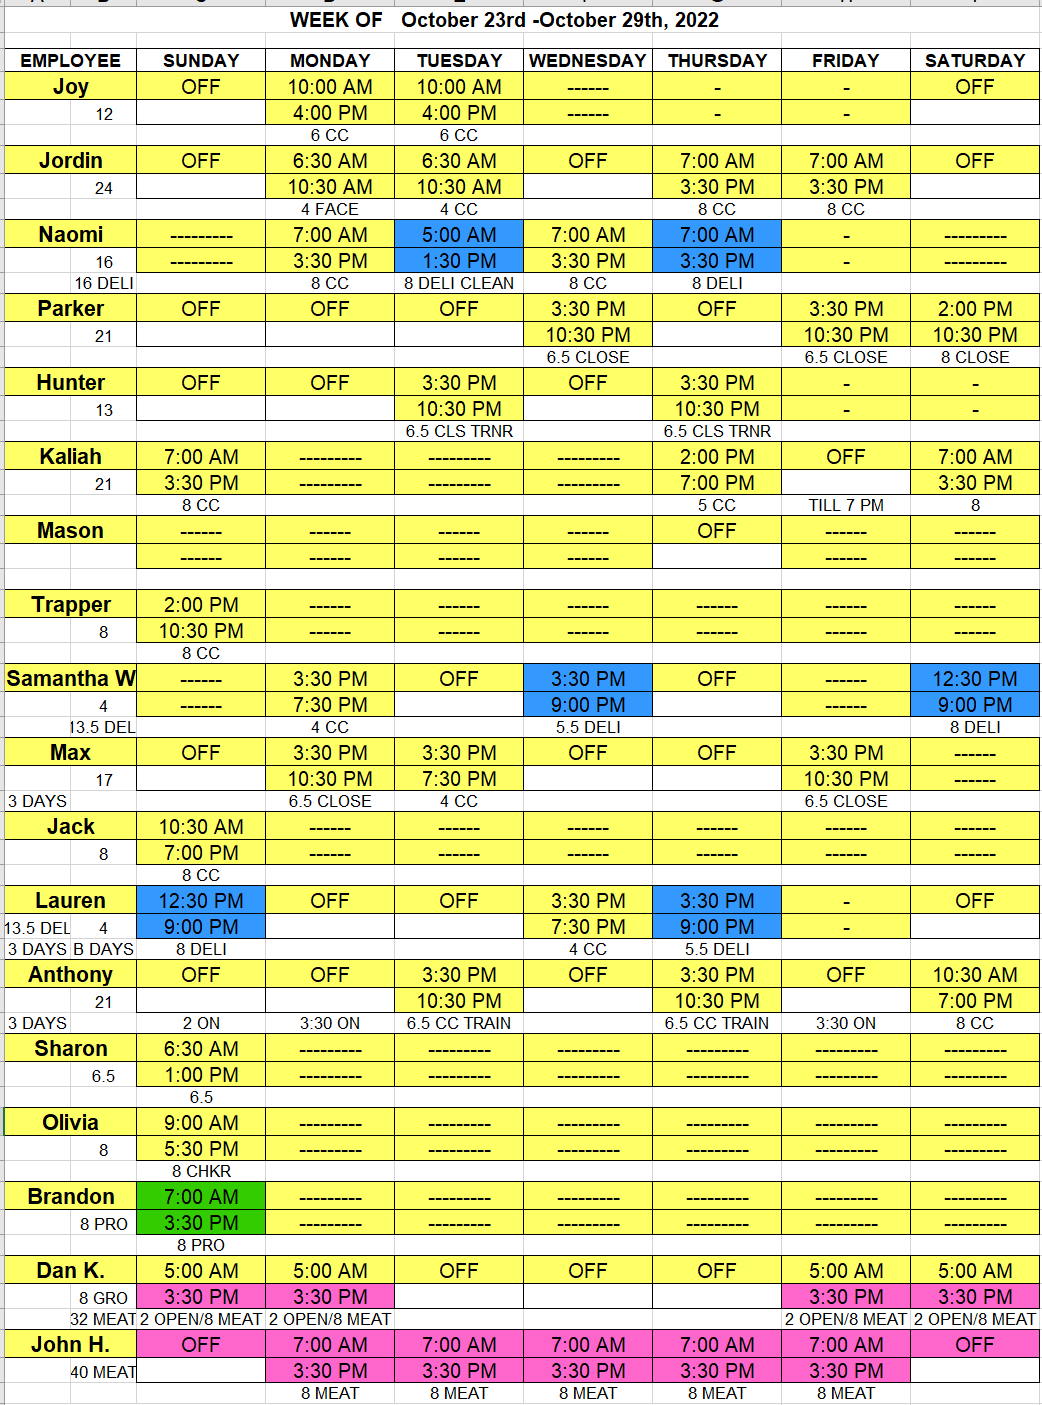 WEEK OF October 23rd -October 29th, 2022
EMPLOYEE SUNDAY MONDAY TUESDAY WEDNESDAY THURSDAY FRIDAY SATURDAY
Joy OFF 10:00 AM 10:00 AM ------ - - OFF
12 4:00 PM 4:00 PM ------ - -
6 CC 6 CC
Jordin OFF 6:30 AM 6:30 AM OFF 7:00 AM 7:00 AM OFF
24 10:30 AM 10:30 AM 3:30 PM 3:30 PM
4 FACE 4 CC 8 CC 8 CC
Naomi --------- 7:00 AM 5:00 AM 7:00 AM 7:00 AM - ---------
16 --------- 3:30 PM 1:30 PM 3:30 PM 3:30 PM - ---------
16 DELI 8 CC 8 DELI CLEAN 8 CC 8 DELI
Parker OFF OFF OFF 3:30 PM OFF 3:30 PM 2:00 PM
21 10:30 PM 10:30 PM 10:30 PM
6.5 CLOSE 6.5 CLOSE 8 CLOSE
Hunter OFF OFF 3:30 PM OFF 3:30 PM - -
13 10:30 PM 10:30 PM - -
6.5 CLS TRNR 6.5 CLS TRNR
Kaliah 7:00 AM --------- --------- --------- 2:00 PM OFF 7:00 AM
21 3:30 PM --------- --------- --------- 7:00 PM 3:30 PM
8 CC 5 CC TILL 7 PM 8
Mason ------ ------ ------ ------ OFF ------ ------
------ ------ ------ ------ ------ ------
Trapper 2:00 PM ------ ------ ------ ------ ------ ------
8 10:30 PM ------ ------ ------ ------ ------ ------
8 CC
Samantha W ------ 3:30 PM OFF 3:30 PM OFF ------ 12:30 PM
4 ------ 7:30 PM 9:00 PM ------ 9:00 PM
13.5 DEL 4 CC 5.5 DELI 8 DELI
Max OFF 3:30 PM 3:30 PM OFF OFF 3:30 PM ------
17 10:30 PM 7:30 PM 10:30 PM ------
3 DAYS 6.5 CLOSE 4 CC 6.5 CLOSE
Jack 10:30 AM ------ ------ ------ ------ ------ ------
8 7:00 PM ------ ------ ------ ------ ------ ------
8 CC
Lauren 12:30 PM OFF OFF 3:30 PM 3:30 PM - OFF
13.5 DEL 4 9:00 PM 7:30 PM 9:00 PM -
3 DAYS B DAYS 8 DELI 4 CC 5.5 DELI
Anthony OFF OFF 3:30 PM OFF 3:30 PM OFF 10:30 AM
21 10:30 PM 10:30 PM 7:00 PM
3 DAYS 2 ON 3:30 ON 6.5 CC TRAIN 6.5 CC TRAIN 3:30 ON 8 CC
Sharon 6:30 AM --------- --------- --------- --------- --------- ---------
6.5 1:00 PM --------- --------- --------- --------- --------- ---------
6.5
Olivia 9:00 AM --------- --------- --------- --------- --------- ---------
8 5:30 PM --------- --------- --------- --------- --------- ---------
8 CHKR
Brandon 7:00 AM --------- --------- --------- --------- --------- ---------
8 PRO 3:30 PM --------- --------- --------- --------- --------- ---------
8 PRO
Dan K. 5:00 AM 5:00 AM OFF OFF OFF 5:00 AM 5:00 AM
8 GRO 3:30 PM 3:30 PM 3:30 PM 3:30 PM
32 MEAT 2 OPEN/8 MEAT 2 OPEN/8 MEAT 2 OPEN/8 MEAT 2 OPEN/8 MEAT
John H. OFF 7:00 AM 7:00 AM 7:00 AM 7:00 AM 7:00 AM OFF
40 MEAT 3:30 PM 3:30 PM 3:30 PM 3:30 PM 3:30 PM
8 MEAT 8 MEAT 8 MEAT 8 MEAT 8 MEAT